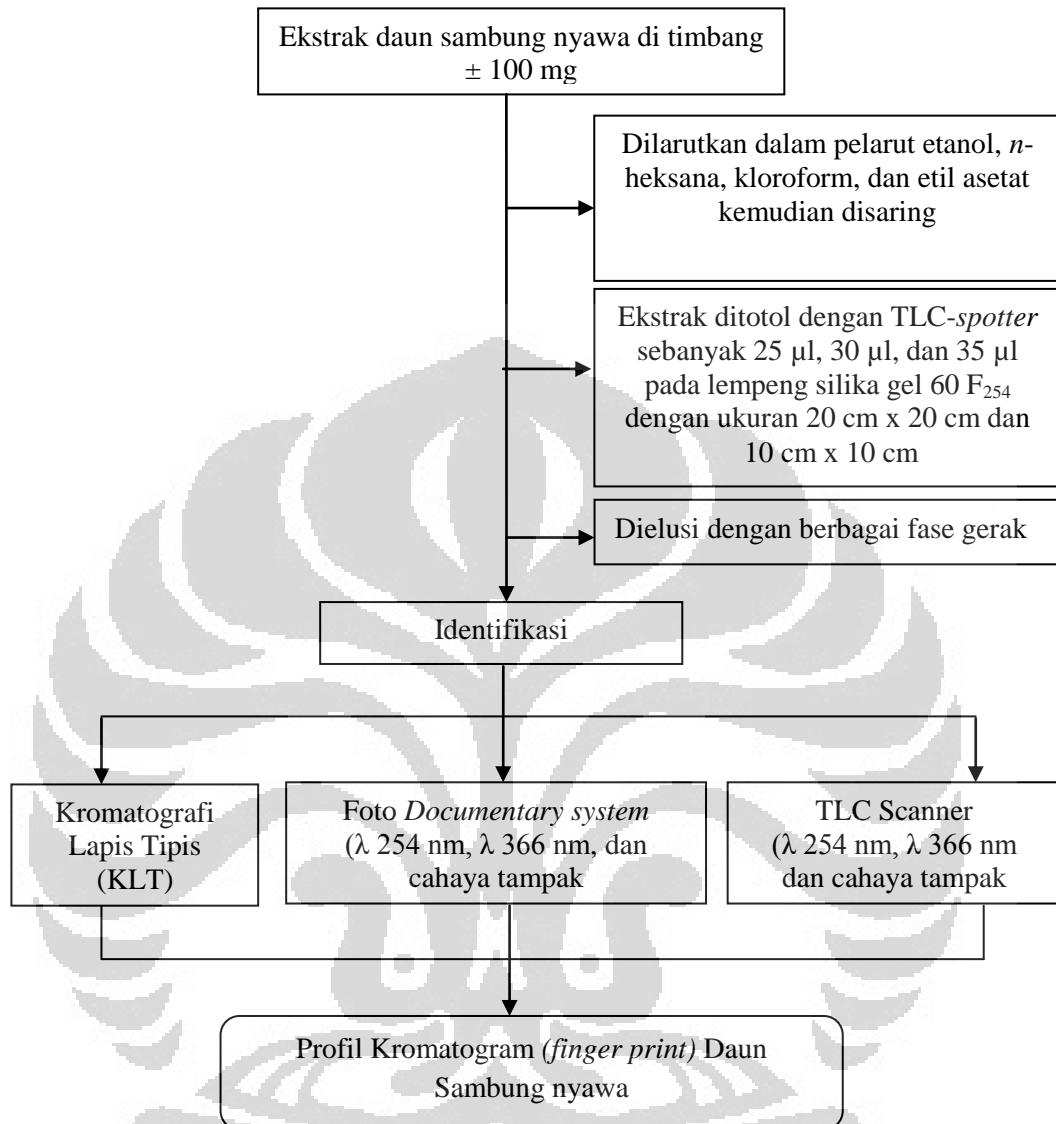 Ekstrak daun sambung nyawa di timbang
± 100 mg
Dilarutkan dalam pelarut etanol, n-
heksana, kloroform, dan etil asetat
kemudian disaring
Ekstrak ditotol dengan TLC-spotter
sebanyak 25 µl, 30 µl, dan 35 µl
pada lempeng silika gel 60 F₂₅₄
dengan ukuran 20 cm x 20 cm dan
10 cm x 10 cm
Dielusi dengan berbagai fase gerak
Identifikasi
Kromatografi
Lapis Tipis
(KLT)
Foto Documentary system
(λ 254 nm, λ 366 nm, dan
cahaya tampak
TLC Scanner
(λ 254 nm, λ 366 nm
dan cahaya tampak
Profil Kromatogram (finger print) Daun
Sambung nyawa